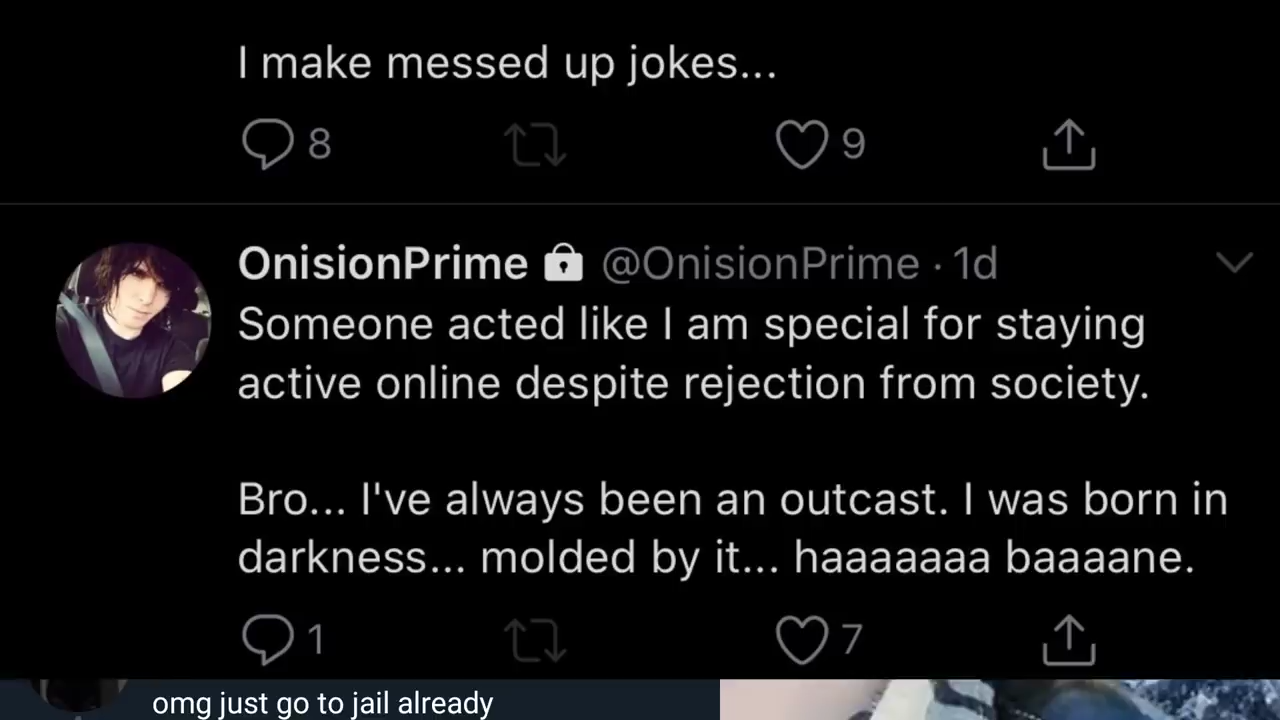 I make messed up jokes...
8 9
OnisionPrime @OnisionPrime · 1d
Someone acted like I am special for staying
active online despite rejection from society.
Bro... I've always been an outcast. I was born in
darkness... molded by it... haaaaaaa baaaane.
1 7
omg just go to jail already